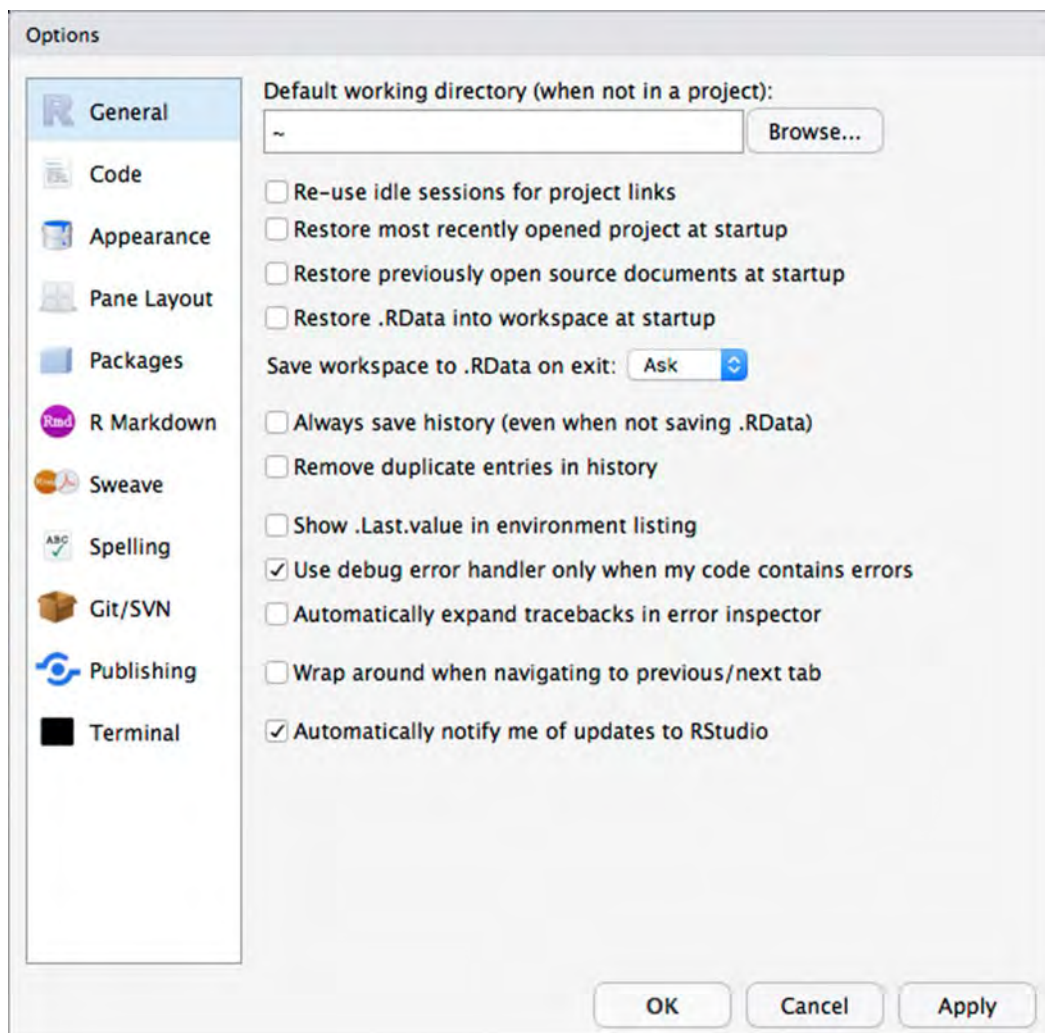 Options
General
Code
Appearance
Pane Layout
Packages
Rmd R Markdown
Sweave
ABC Spelling
Git/SVN
Publishing
Terminal
Default working directory (when not in a project):
~ Browse...
Re-use idle sessions for project links
Restore most recently opened project at startup
Restore previously open source documents at startup
Restore .RData into workspace at startup
Save workspace to .RData on exit: Ask
Always save history (even when not saving .RData)
Remove duplicate entries in history
Show .Last.value in environment listing
Use debug error handler only when my code contains errors
Automatically expand tracebacks in error inspector
Wrap around when navigating to previous/next tab
Automatically notify me of updates to RStudio
OK Cancel Apply